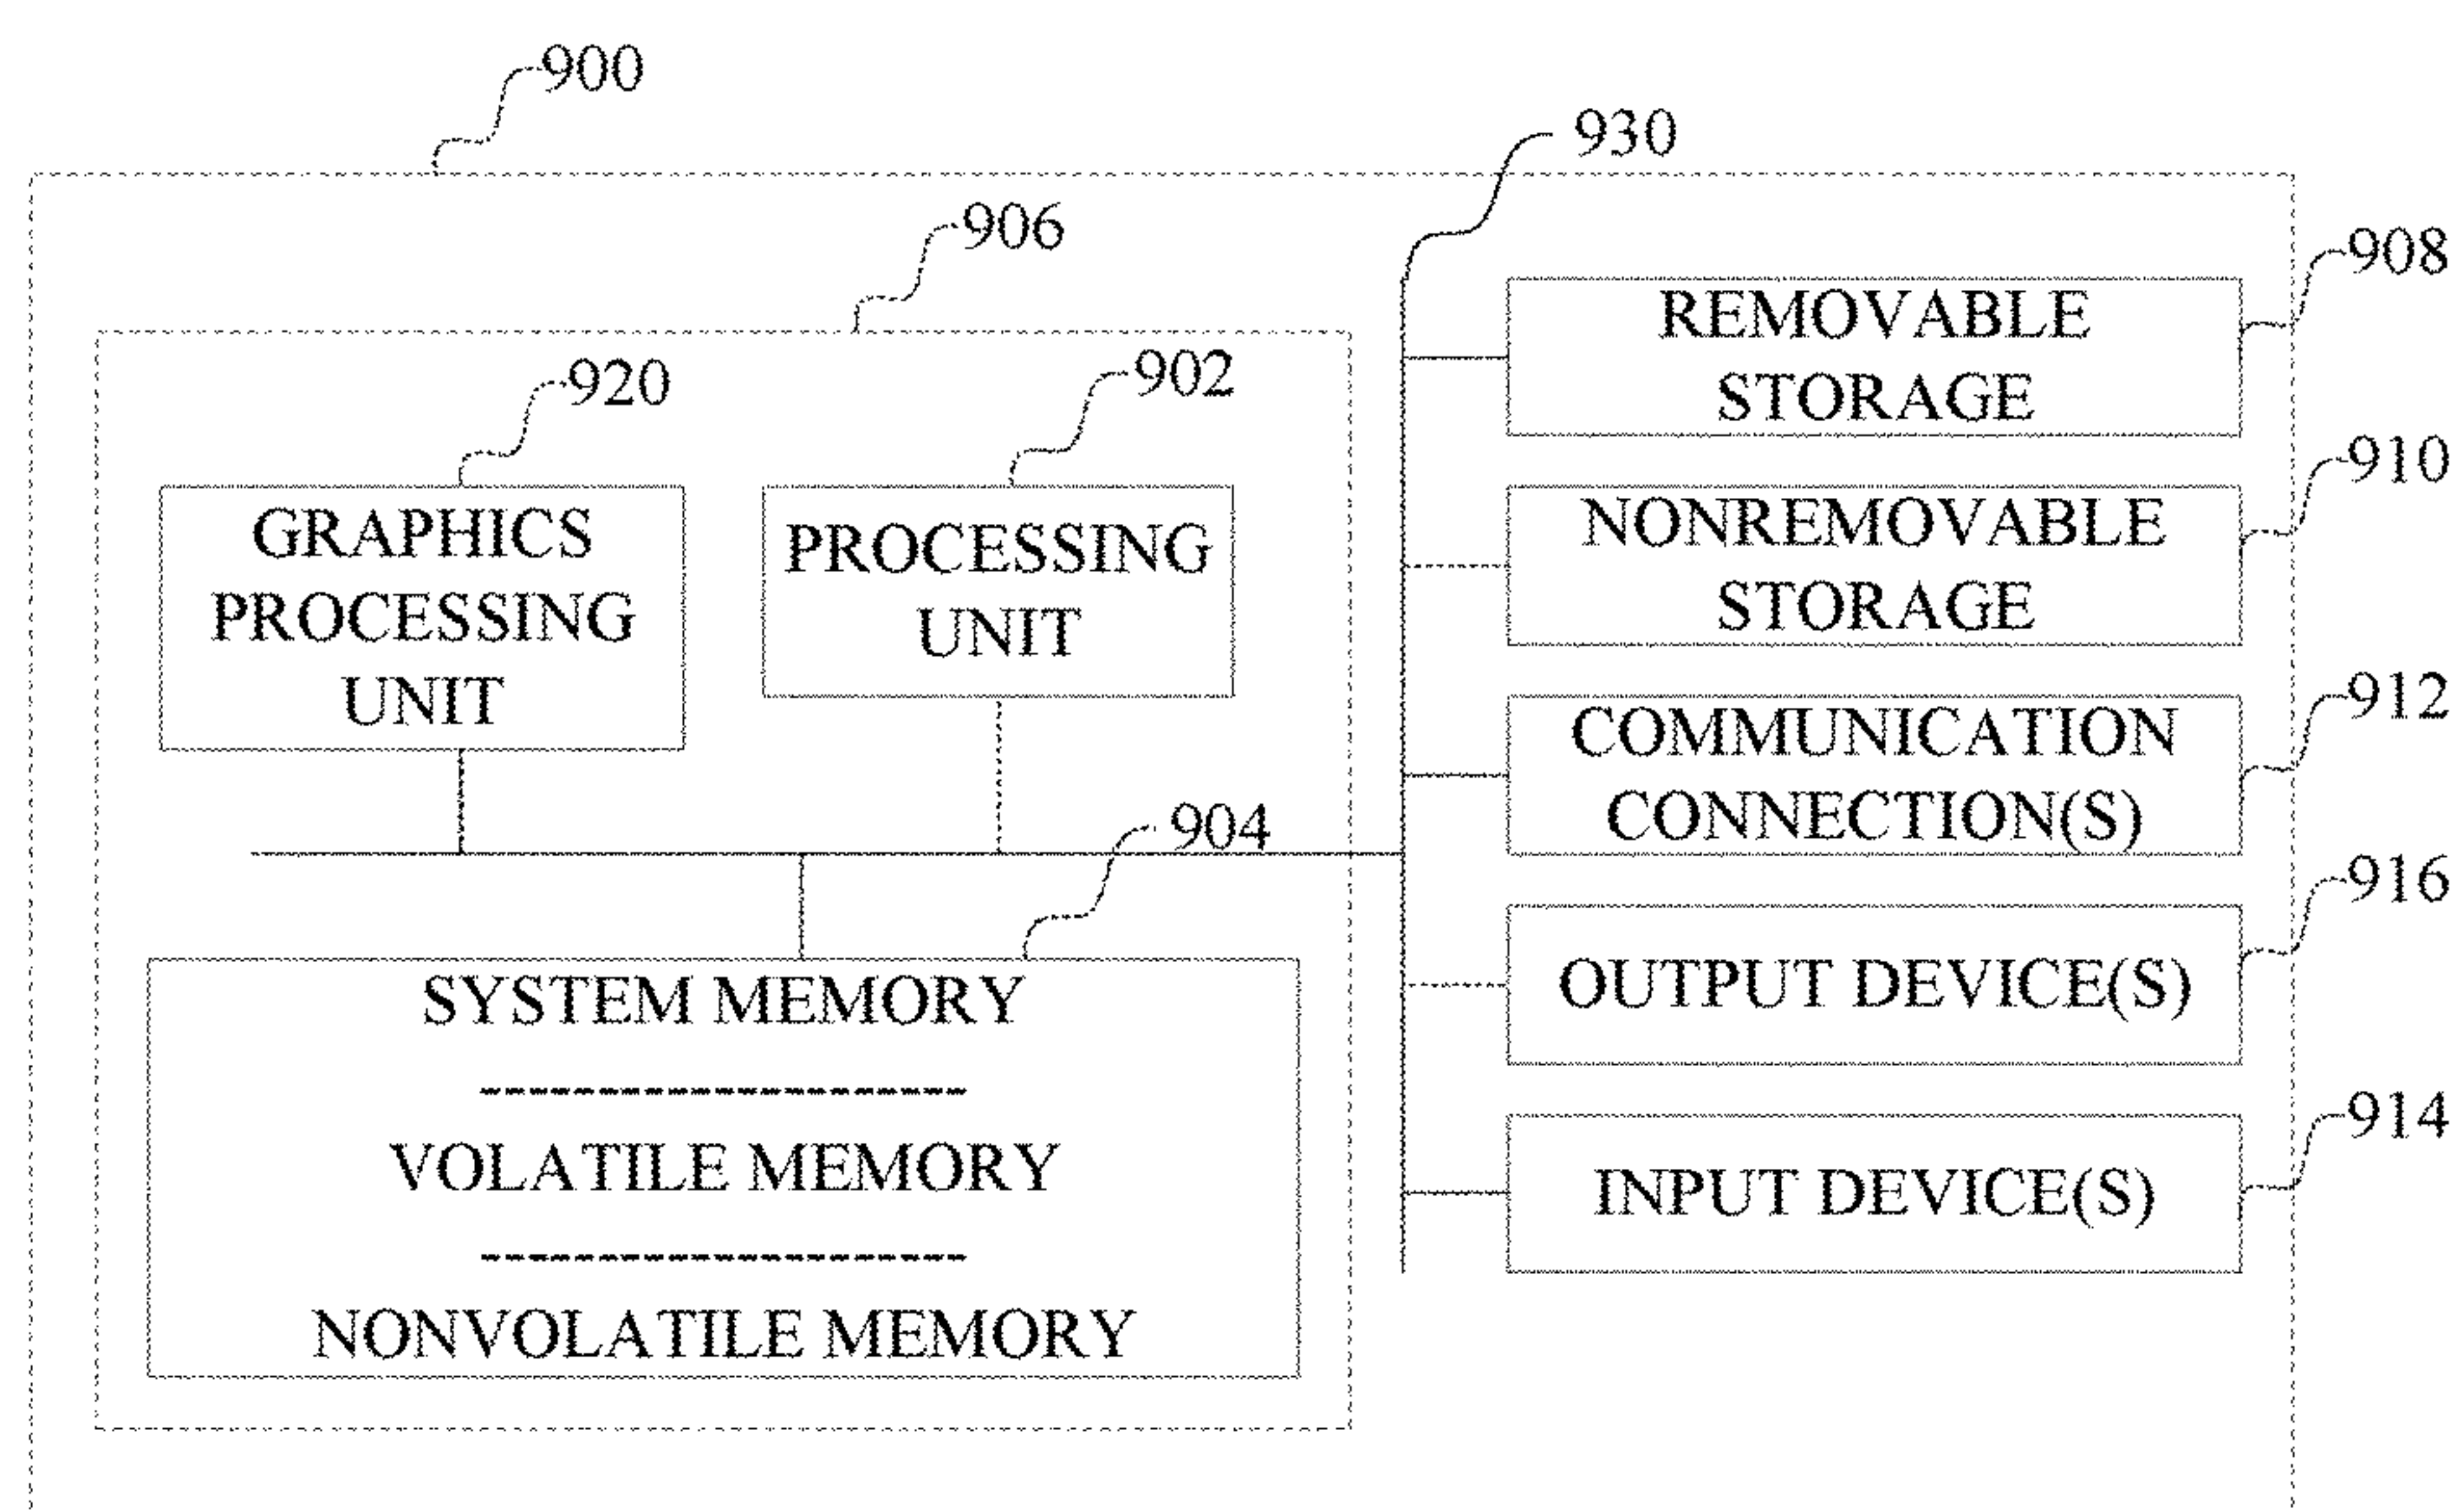 900
930
906
908
REMOVABLE
STORAGE
920
902
910
GRAPHICS
PROCESSING
UNIT
PROCESSING
UNIT
NONREMOVABLE
STORAGE
912
COMMUNICATION
CONNECTION(S)
904
916
OUTPUT DEVICE(S)
SYSTEM MEMORY
VOLATILE MEMORY
NONVOLATILE MEMORY
914
INPUT DEVICE(S)